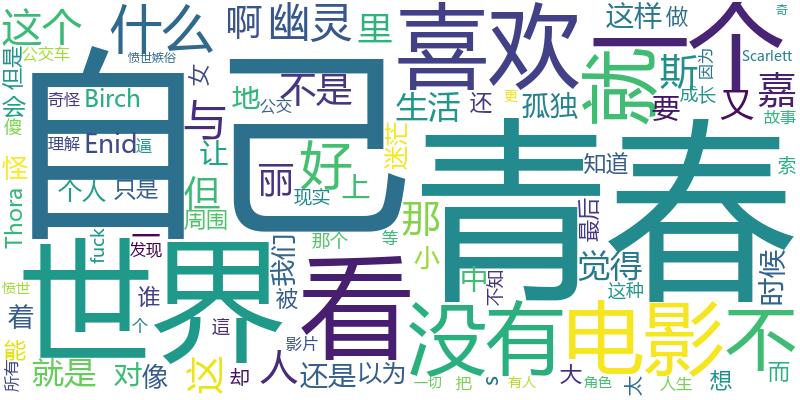 这个 什么 啊 幽灵 里 喜欢 一个 这样 做 奇
但是 公交车 愤世嫉俗 女 斯 因为 Scarlett
会 奇怪 Birch 与 地 公交 不是 生活 还 更 孤独 就 要 成长 又 嘉
傻 理解 Enid 逼 让 自己 好 迷茫 青春 知道 故事
怪 个人 只是 但 丽 现实 上 索
Thora 周围 那 最后
fuck 一 发现 我们 那个 等 小 觉得 时候
愤世 世界 谁 被 看 中 不知 这种
着 个 這 没有 电影 不
能 影片
所有 就是 对 像 这 却 人 还是 以为 一切 把 s 有人 大 角色 太 人生 想 而